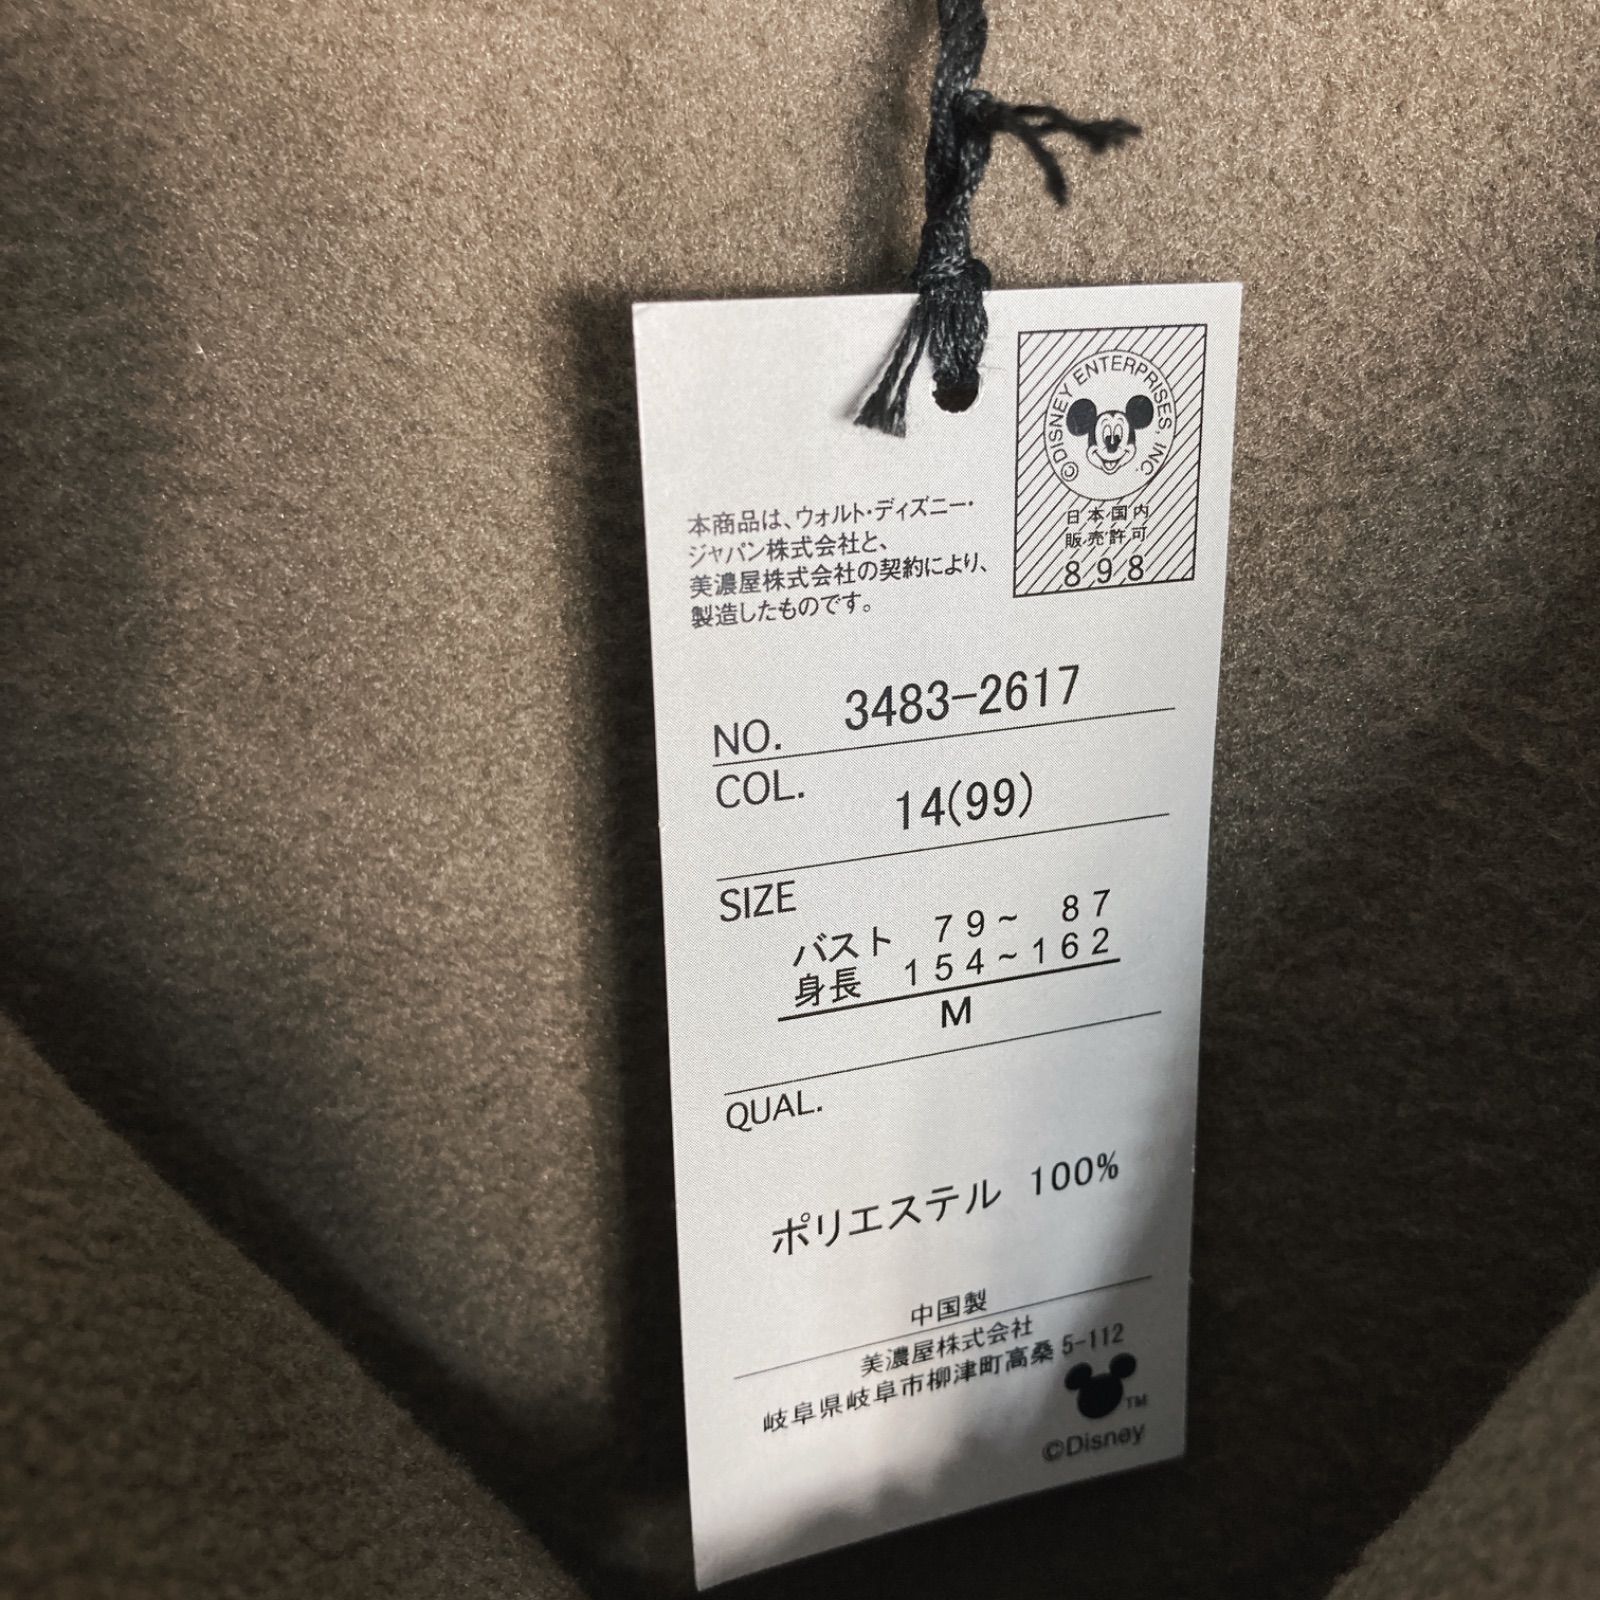 ©DISNEY ENTERPRISES, INC.
日本国内
販売許可
898
本商品は、ウォルト・ディズニー・
ジャパン株式会社と、
美濃屋株式会社の契約により、
製造したものです。
NO. 3483-2617
COL. 14(99)
SIZE
バスト 79~ 87
身長 154~162
M
QUAL.
ポリエステル 100%
中国製
美濃屋株式会社
岐阜県岐阜市柳津町高桑 5-112
TM
©Disney